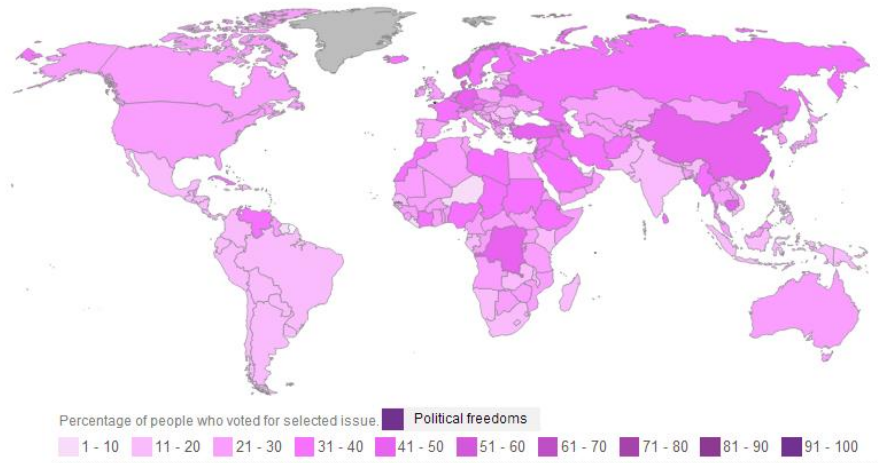 Percentage of people who voted for selected issue. Political freedoms
1 - 10 11 - 20 21 - 30 31 - 40 41 - 50 51 - 60 61 - 70 71 - 80 81 - 90 91 - 100